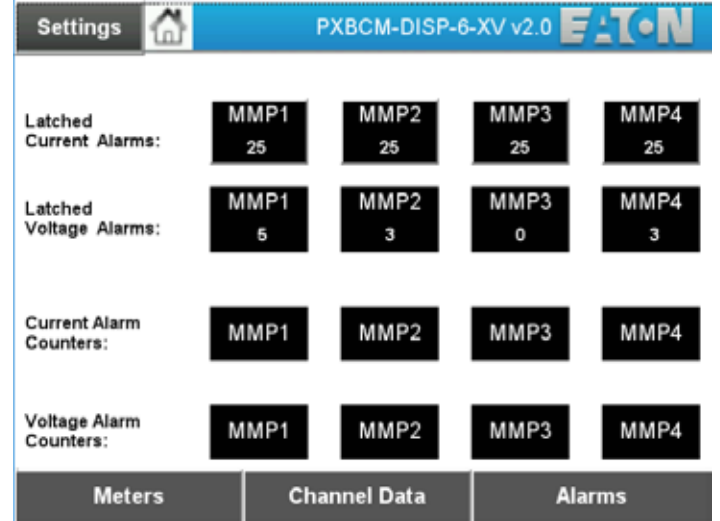 Settings PXBCM-DISP-6-XV v2.0 EATON
Latched
Current Alarms:
MMP1 MMP2 MMP3 MMP4
25 25 25 25
Latched
Voltage Alarms:
MMP1 MMP2 MMP3 MMP4
5 3 0 3
Current Alarm
Counters:
MMP1 MMP2 MMP3 MMP4
Voltage Alarm
Counters:
MMP1 MMP2 MMP3 MMP4
Meters Channel Data Alarms